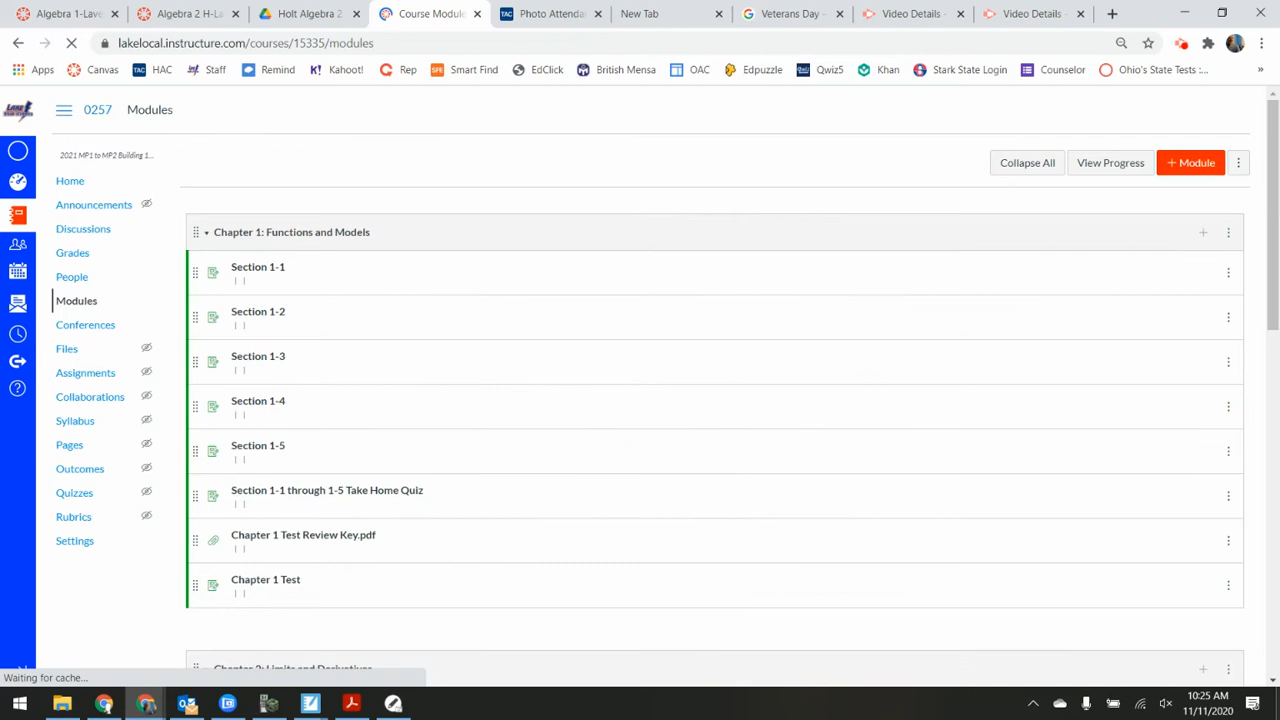 Algebra 1-Lave
Algebra 2 H-La
Holt Algebra 2
Course Module
Photo Attenda
New Tab
Veterans Day –
Video Details
Video Details -
lakelocal.instructure.com/courses/15335/modules
Apps
Canvas
HAC
Staff
Remind
Kahoot!
Rep
Smart Find
EdClick
British Mensa
OAC
Edpuzzle
Qwiz5
Khan
Stark State Login
Counselor
Ohio's State Tests :...
0257
Modules
2021 MP1 to MP2 Building 1...
Home
Announcements
Discussions
Grades
People
Modules
Conferences
Files
Assignments
Collaborations
Syllabus
Pages
Outcomes
Quizzes
Rubrics
Settings
Collapse All
View Progress
+ Module
Chapter 1: Functions and Models
Section 1-1
Section 1-2
Section 1-3
Section 1-4
Section 1-5
Section 1-1 through 1-5 Take Home Quiz
Chapter 1 Test Review Key.pdf
Chapter 1 Test
Chapter 2: Limits and Derivatives
Waiting for cache...
10:25 AM
11/11/2020